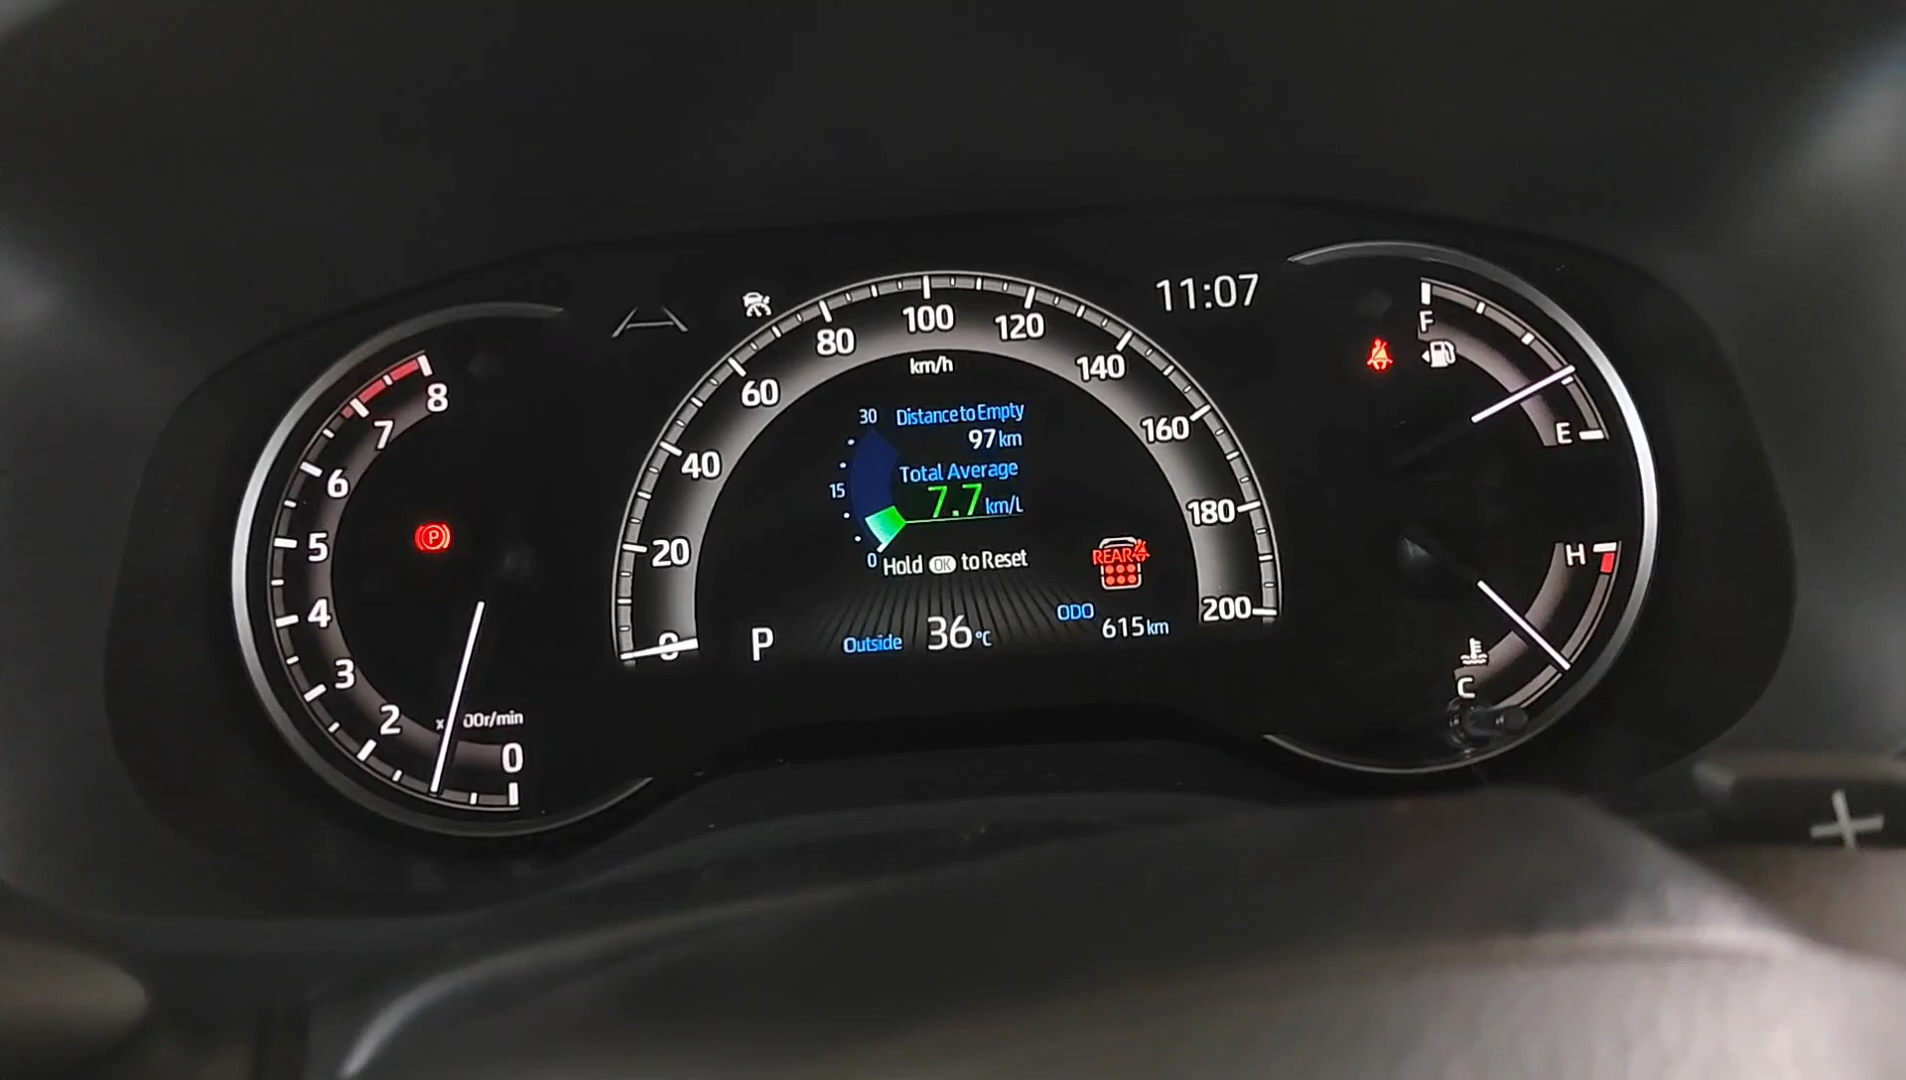 11:07
8
7
6
5
4
3
2
0
x 00r/min
P
0
20
40
60
80
100
120
140
160
180
200
km/h
30
15
0
Distance to Empty
97 km
Total Average
7.7 km/L
Hold OK to Reset
REAR
P
Outside 36 °C
ODO
615 km
F
E
H
C